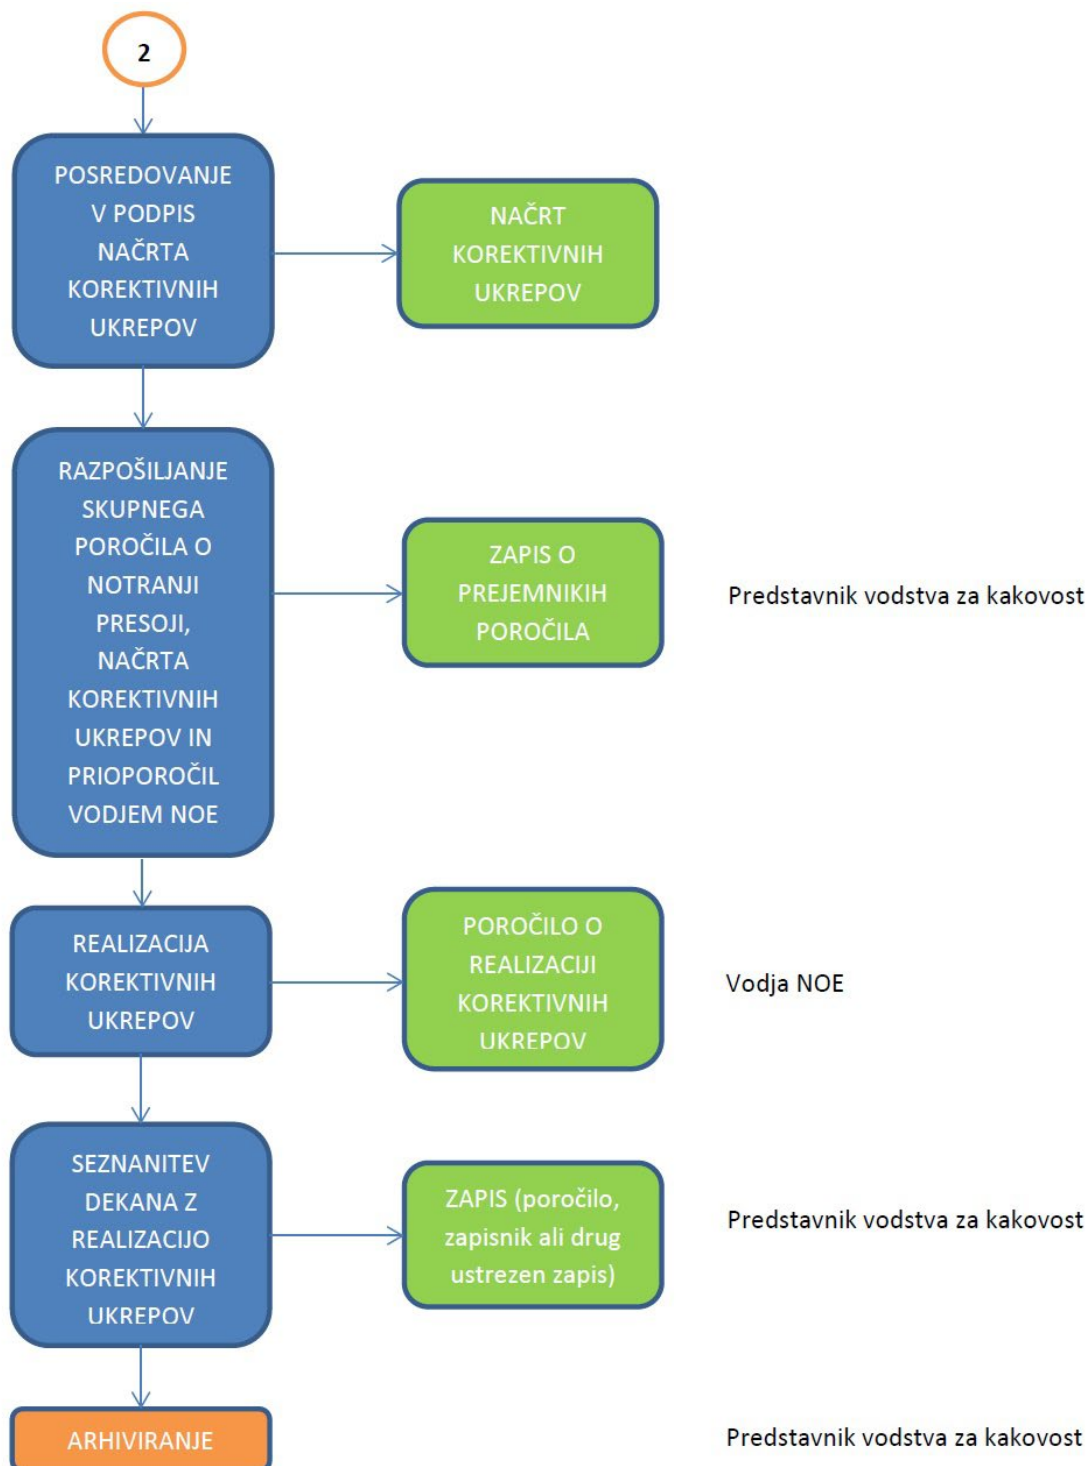 2
POSREDOVANJE
V PODPIS
NAČRTA
KOREKTIVNIH
UKREPOV
NAČRT
KOREKTIVNIH
UKREPOV
RAZPOŠILJANJE
SKUPNEGA
POROČILA O
NOTRANJI
PRESOJI,
NAČRTA
KOREKTIVNIH
UKREPOV IN
PRIOPOROČIL
VODJEM NOE
ZAPIS O
PREJEMNIKIH
POROČILA
Predstavnik vodstva za kakovost
REALIZACIJA
KOREKTIVNIH
UKREPOV
POROČILO O
REALIZACIJI
KOREKTIVNIH
UKREPOV
Vodja NOE
SEZNANITEV
DEKANA Z
REALIZACIJO
KOREKTIVNIH
UKREPOV
ZAPIS (poročilo,
zapisnik ali drug
ustrezen zapis)
Predstavnik vodstva za kakovost
ARHIVIRANJE
Predstavnik vodstva za kakovost